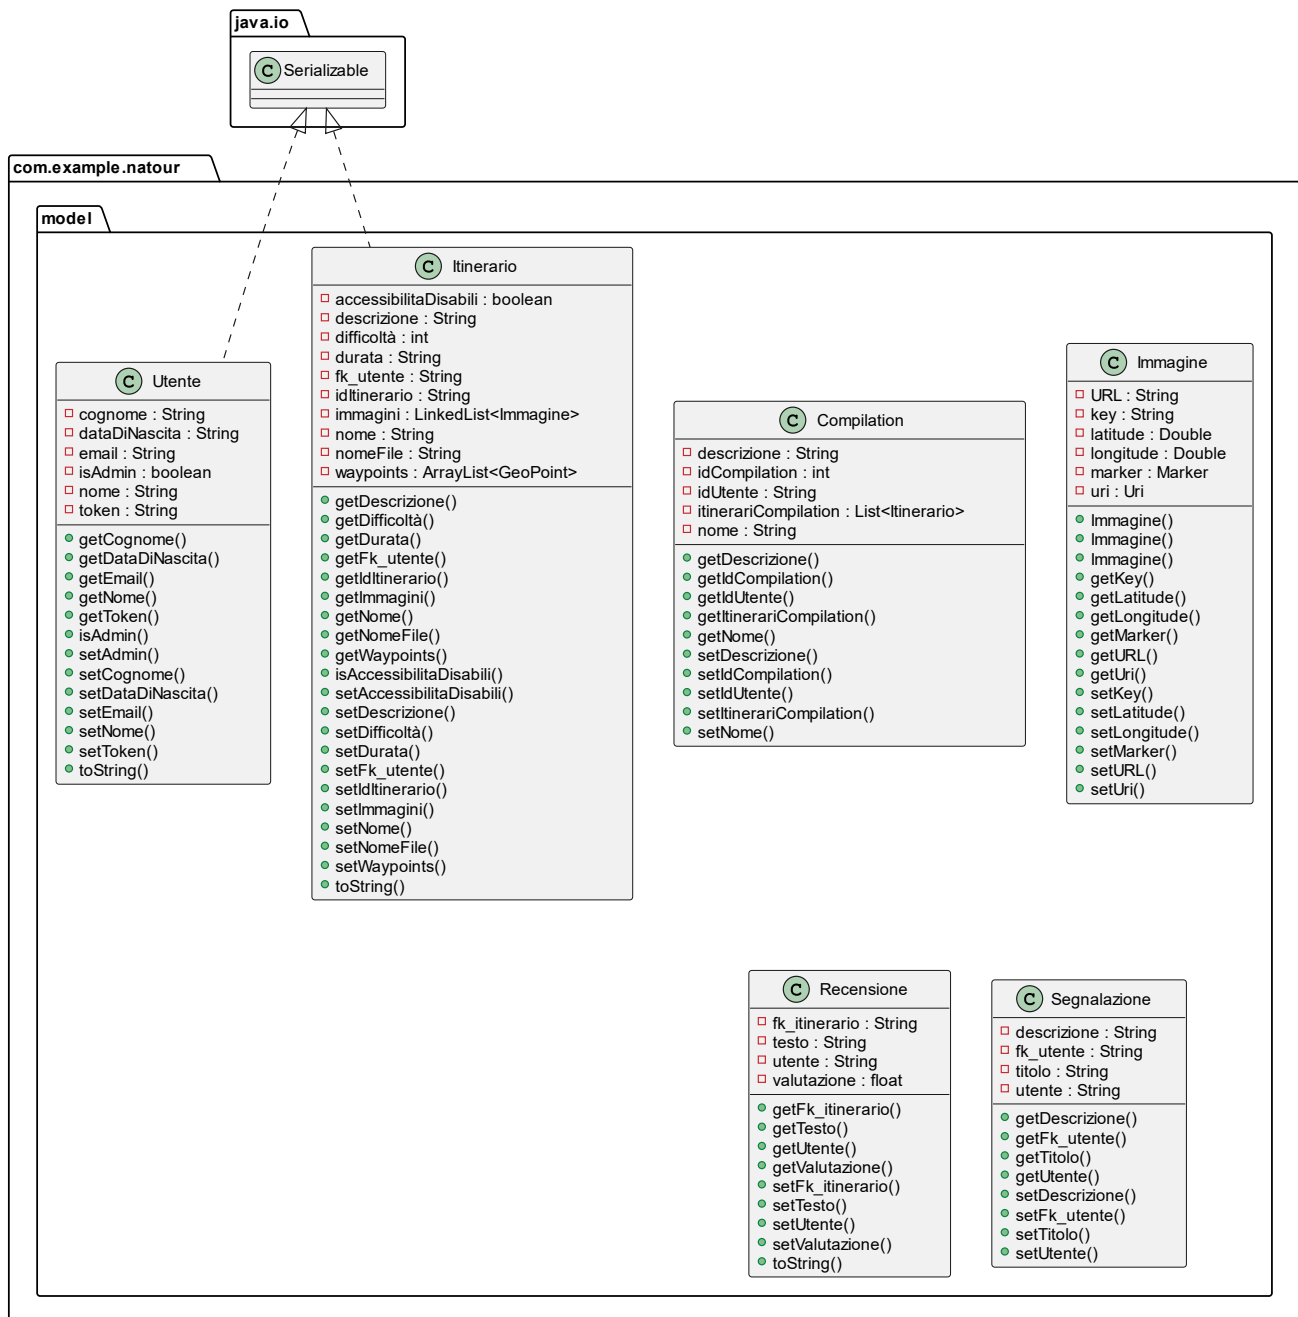 java.io
C Serializable
com.example.natour
model
C Utente
cognome : String
dataDiNascita : String
email : String
isAdmin : boolean
nome : String
token : String
getCognome()
getDataDiNascita()
getEmail()
getNome()
getToken()
isAdmin()
setAdmin()
setCognome()
setDataDiNascita()
setEmail()
setNome()
setToken()
toString()
C Itinerario
accessibilitaDisabili : boolean
descrizione : String
difficoltà : int
durata : String
fk_utente : String
idItinerario : String
immagini : LinkedList<Immagine>
nome : String
nomeFile : String
waypoints : ArrayList<GeoPoint>
getDescrizione()
getDifficoltà()
getDurata()
getFk_utente()
getIdItinerario()
getImmagini()
getNome()
getNomeFile()
getWaypoints()
isAccessibilitaDisabili()
setAccessibilitaDisabili()
setDescrizione()
setDifficoltà()
setDurata()
setFk_utente()
setIdItinerario()
setImmagini()
setNome()
setNomeFile()
setWaypoints()
toString()
C Compilation
descrizione : String
idCompilation : int
idUtente : String
itinerariCompilation : List<Itinerario>
nome : String
getDescrizione()
getIdCompilation()
getIdUtente()
getItinerariCompilation()
getNome()
setDescrizione()
setIdCompilation()
setIdUtente()
setItinerariCompilation()
setNome()
C Immagine
URL : String
key : String
latitude : Double
longitude : Double
marker : Marker
uri : Uri
Immagine()
Immagine()
Immagine()
getKey()
getLatitude()
getLongitude()
getMarker()
getURL()
getUri()
setKey()
setLatitude()
setLongitude()
setMarker()
setURL()
setUri()
C Recensione
fk_itinerario : String
testo : String
utente : String
valutazione : float
getFk_itinerario()
getTesto()
getUtente()
getValutazione()
setFk_itinerario()
setTesto()
setUtente()
setValutazione()
toString()
C Segnalazione
descrizione : String
fk_utente : String
titolo : String
utente : String
getDescrizione()
getFk_utente()
getTitolo()
getUtente()
setDescrizione()
setFk_utente()
setTitolo()
setUtente()